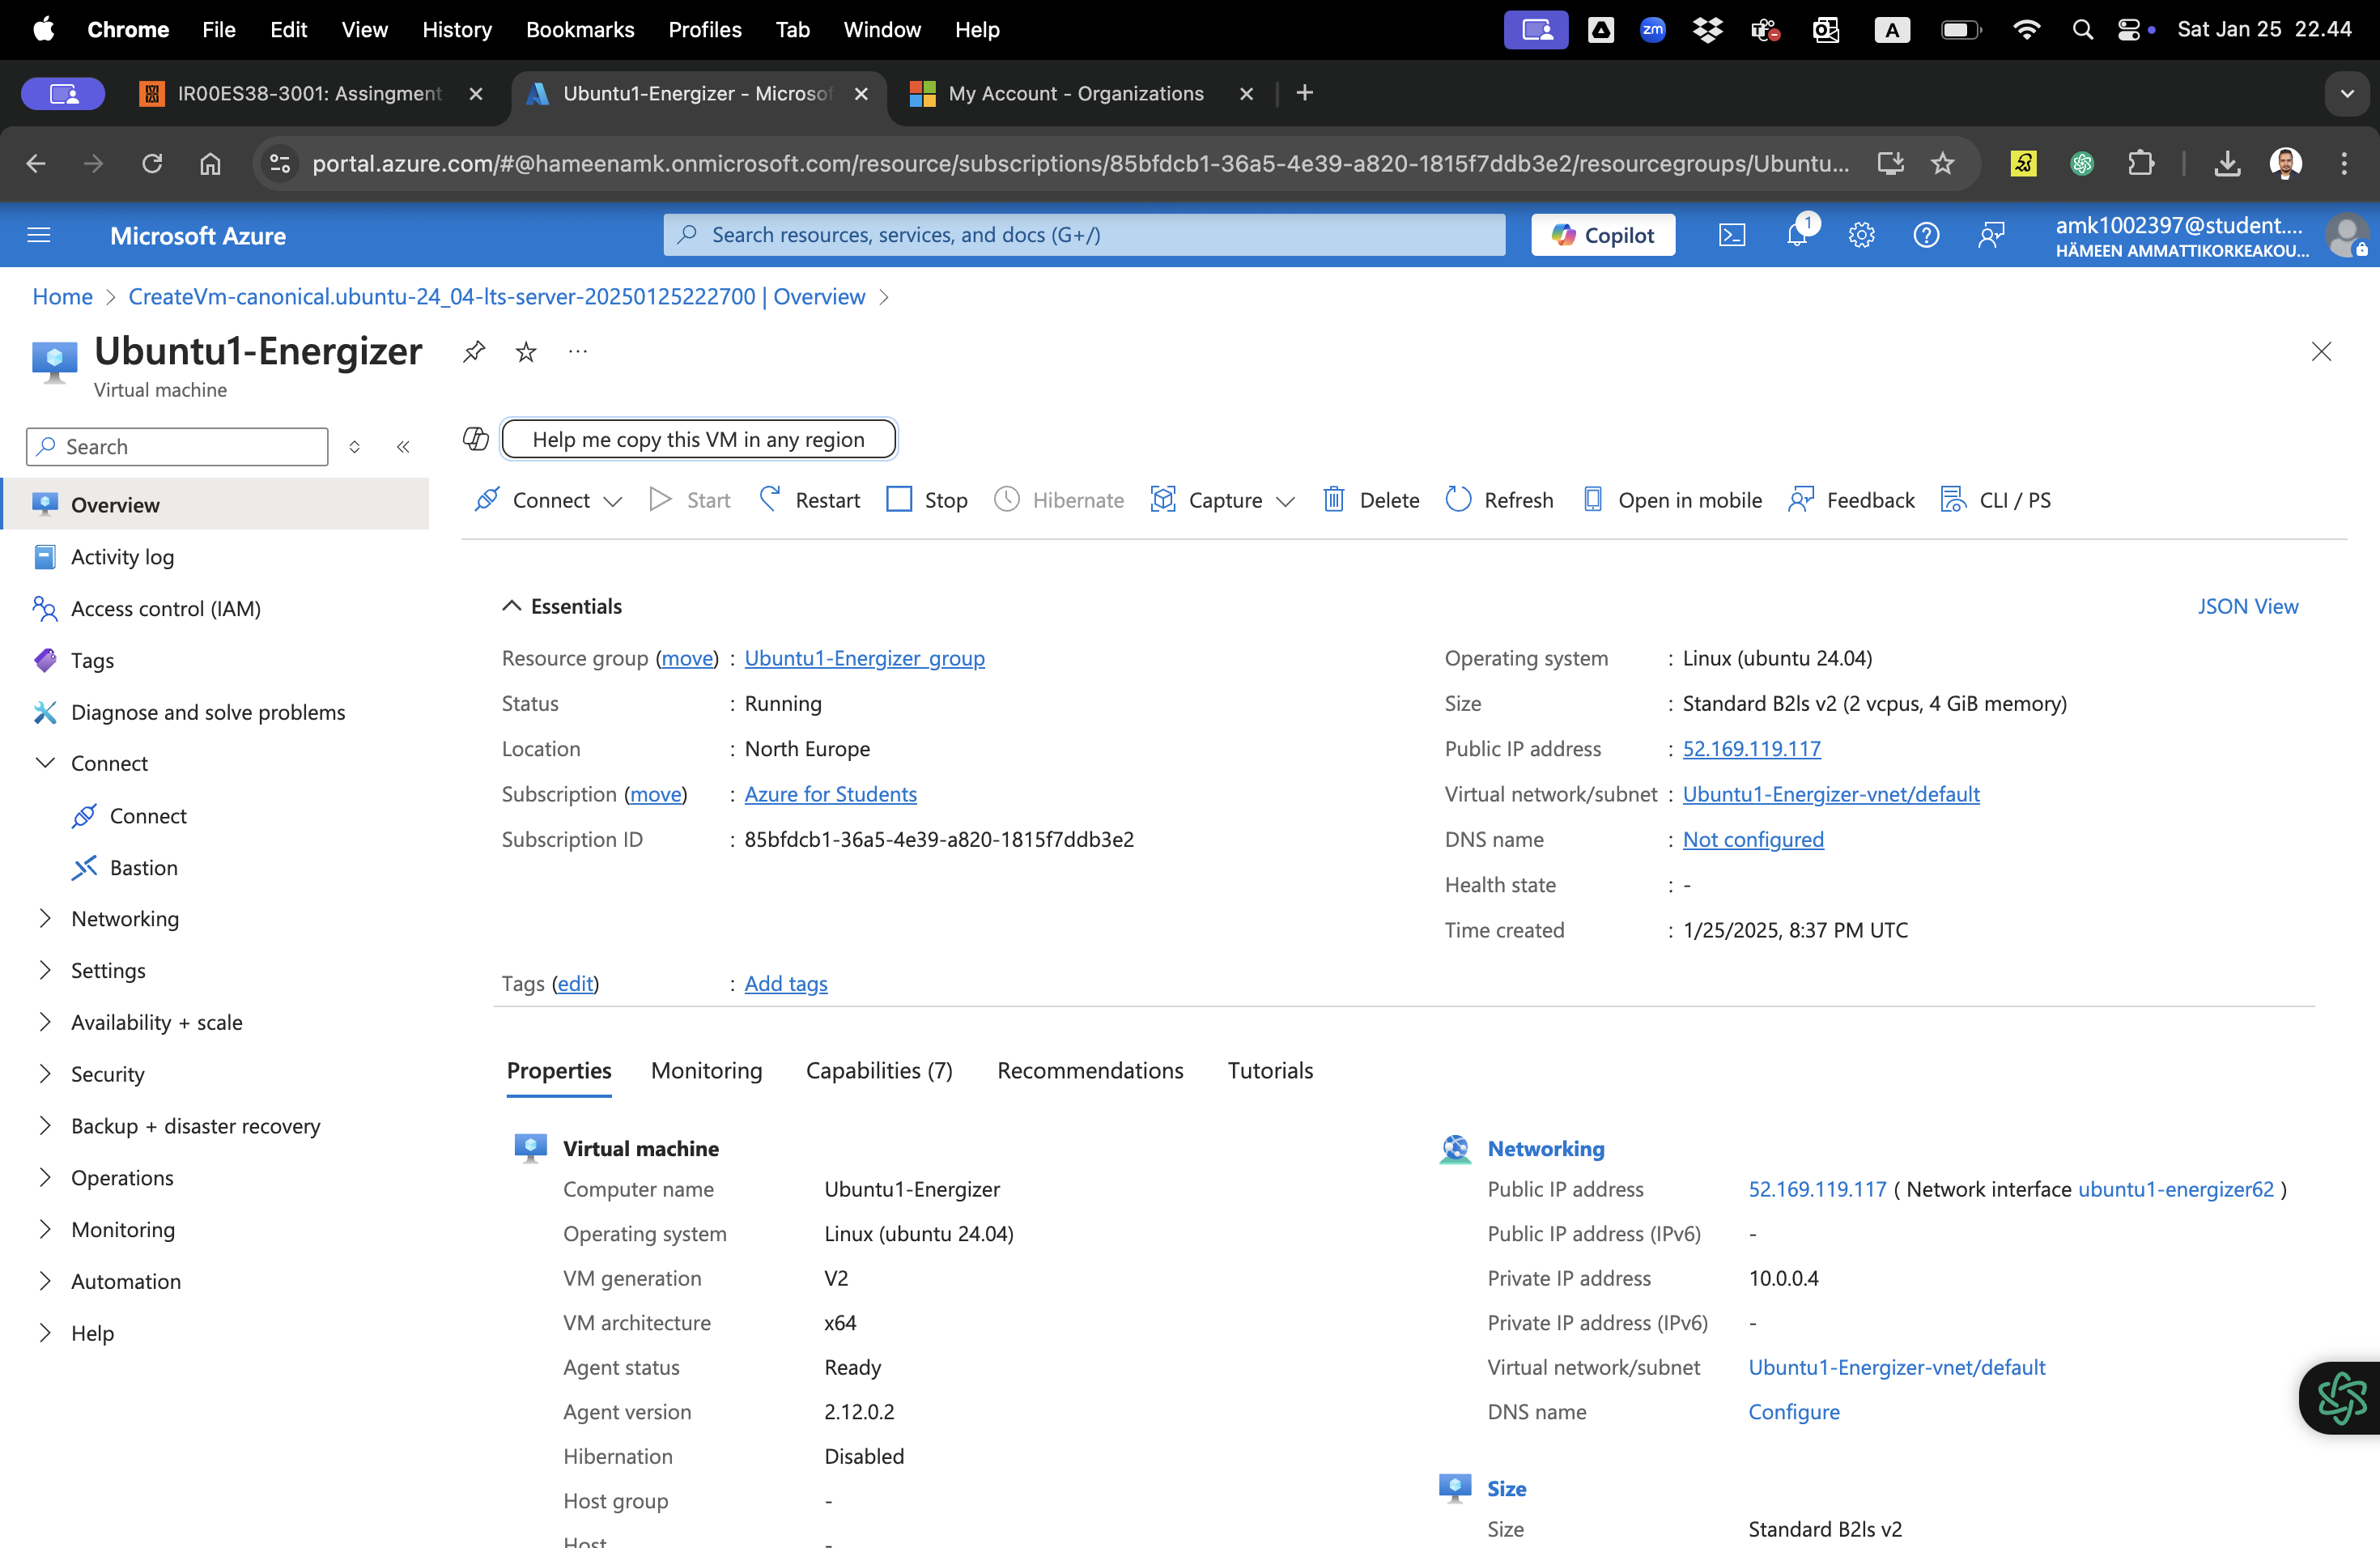 Chrome File Edit View History Bookmarks Profiles Tab Window Help zm A Sat Jan 25 22.44
IR00ES38-3001: Assingment Ubuntu1-Energizer - Microsof My Account - Organizations
portal.azure.com/#@hameenamk.onmicrosoft.com/resource/subscriptions/85bfdcb1-36a5-4e39-a820-1815f7ddb3e2/resourcegroups/Ubuntu...
Microsoft Azure Search resources, services, and docs (G+/) Copilot 1 amk1002397@student....
HÄMEEN AMMATTIKORKEAKOU...
Home > CreateVm-canonical.ubuntu-24_04-lts-server-20250125222700 | Overview >
Ubuntu1-Energizer ...
Virtual machine
Search
Help me copy this VM in any region
Connect Start Restart Stop Hibernate Capture Delete Refresh Open in mobile Feedback CLI / PS
Overview
Activity log
Access control (IAM)
Tags
Diagnose and solve problems
Connect
Connect
Bastion
Networking
Settings
Availability + scale
Security
Backup + disaster recovery
Operations
Monitoring
Automation
Help
Essentials JSON View
Resource group (move) : Ubuntu1-Energizer_group
Status : Running
Location : North Europe
Subscription (move) : Azure for Students
Subscription ID : 85bfdcb1-36a5-4e39-a820-1815f7ddb3e2
Operating system : Linux (ubuntu 24.04)
Size : Standard B2ls v2 (2 vcpus, 4 GiB memory)
Public IP address : 52.169.119.117
Virtual network/subnet : Ubuntu1-Energizer-vnet/default
DNS name : Not configured
Health state : -
Time created : 1/25/2025, 8:37 PM UTC
Tags (edit) : Add tags
Properties Monitoring Capabilities (7) Recommendations Tutorials
Virtual machine
Computer name Ubuntu1-Energizer
Operating system Linux (ubuntu 24.04)
VM generation V2
VM architecture x64
Agent status Ready
Agent version 2.12.0.2
Hibernation Disabled
Host group -
Host -
Networking
Public IP address 52.169.119.117 ( Network interface ubuntu1-energizer62 )
Public IP address (IPv6) -
Private IP address 10.0.0.4
Private IP address (IPv6) -
Virtual network/subnet Ubuntu1-Energizer-vnet/default
DNS name Configure
Size
Size Standard B2ls v2